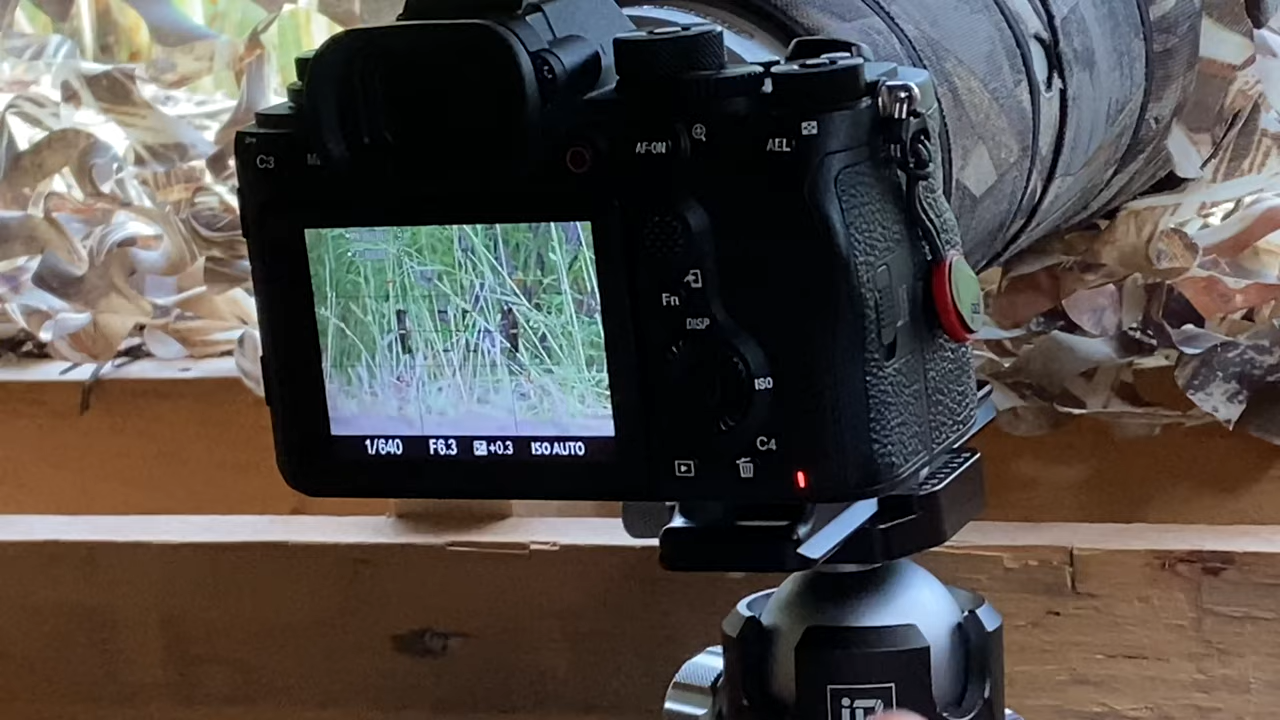 C3
AF-ON
AEL
Fn
DISP
ISO
C4
1/640 F6.3 +0.3 ISO AUTO